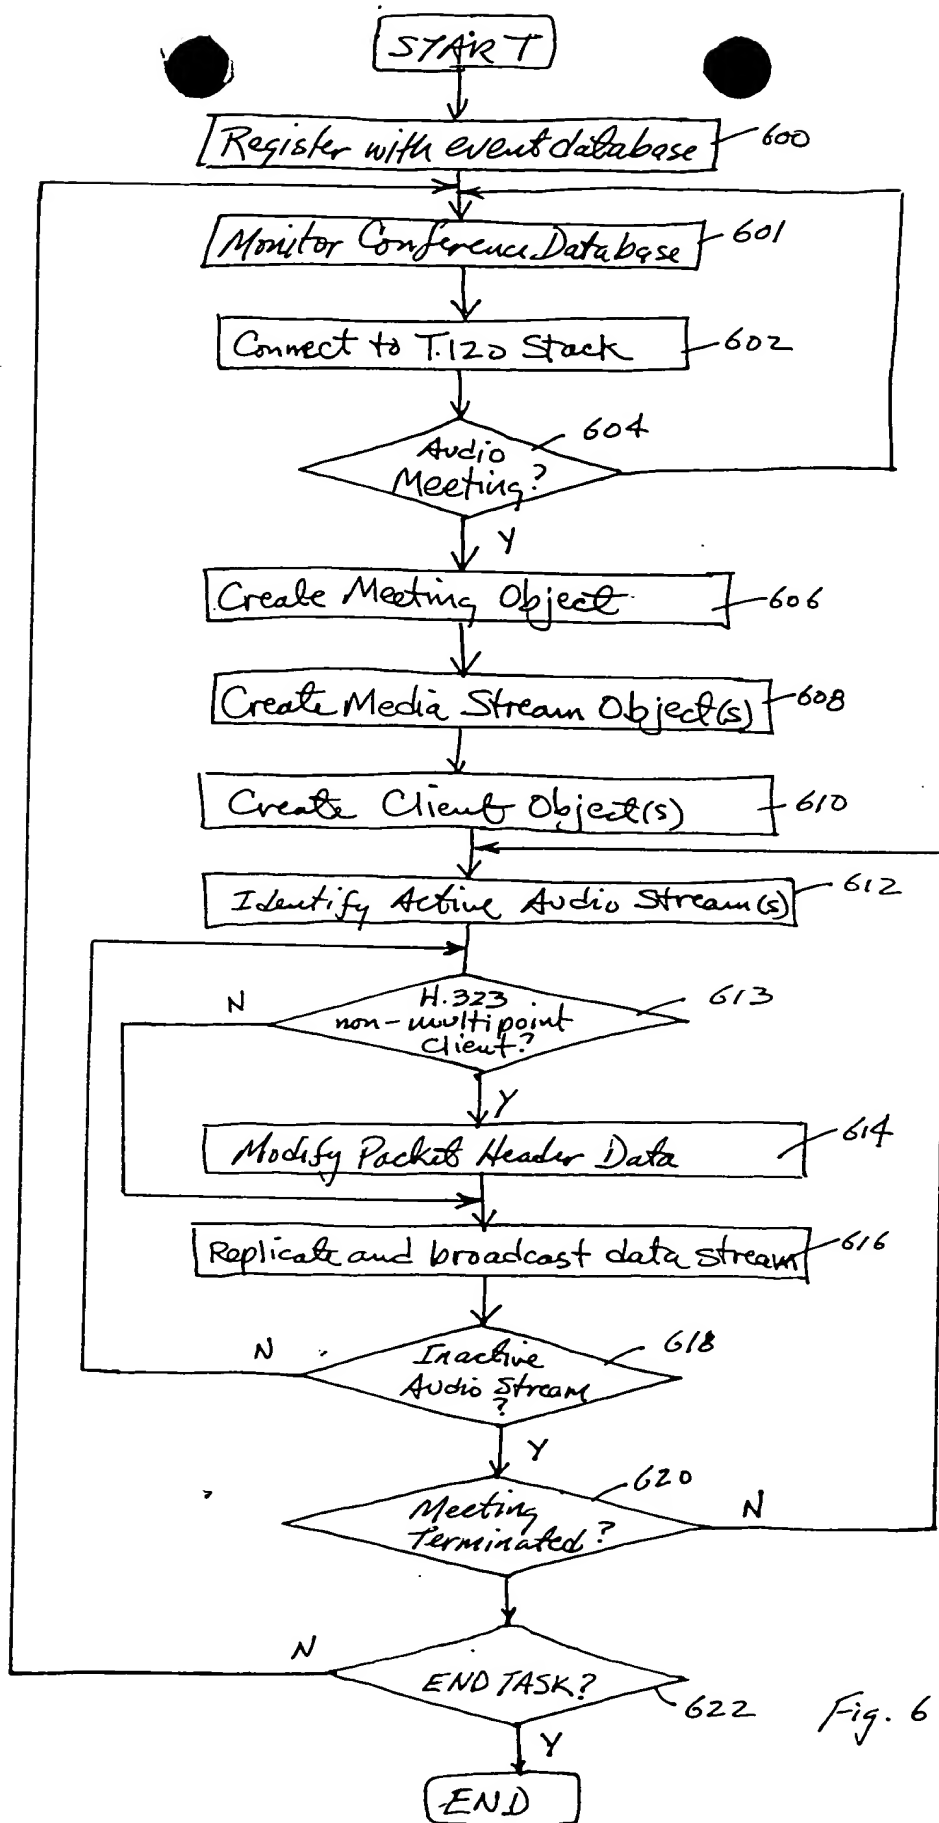 START
Register with event database
600
Monitor Conference Database
601
Connect to T.120 Stack
602
604
Audio
Meeting?
Y
Create Meeting Object
606
Create Media Stream Object(s)
608
Create Client Object(s)
610
Identify Active Audio Stream(s)
612
N
H.323
non-multipoint
Client?
613
Y
Modify Packet Header Data
614
Replicate and broadcast data stream
616
N
Inactive
Audio Stream
?
618
Y
620
Meeting
Terminated?
N
N
END TASK?
622
Fig. 6
Y
END